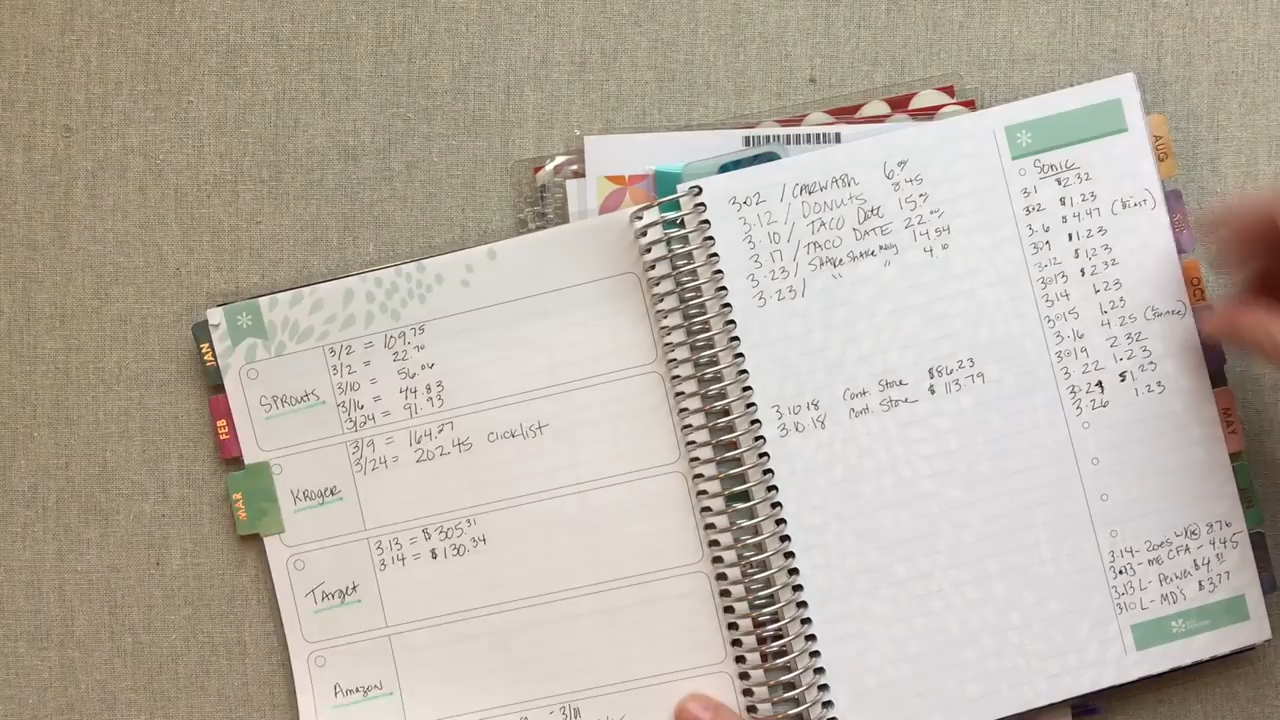 JAN
FEB
MAR
SPROUTS
3/2 = 109.75
3/2 = 22.70
3/10 = 56.06
3/16 = 44.83
3/24 = 91.93
KROGER
3/9 = 164.27
3/24 = 202.45 clicklist
TARGET
3.13 = $305.31
3.14 = $130.34
Amazon
3/01
3.02 / CARWASH 6.00
3.12 / DONUTS 8.45
3.10 / TACO Date 15.00
3.17 / TACO DATE 22.00
3.23 / SHAKE SHAKE 14.54
3.23 / " " 4.10
3.10.18 Cont. Store $86.23
3.10.18 Cont. Store $113.79
Sonic
3.1 $2.32
3.2 $1.23
3.6 $4.47
3.9 $1.23
3.12 $1.23
3.13 $2.32
3.14 1.23
3.15 1.23
3.16 4.25 (SHAKE)
3.19 2.32
3.22 1.23
$1.23
3.26 1.23
3.14 - Zoes w/ 8.76
3.13 - ME CFA - 4.45
3.13 L - $4.31
3.10 L - MD's $3.77
AUG
OCT
MAY